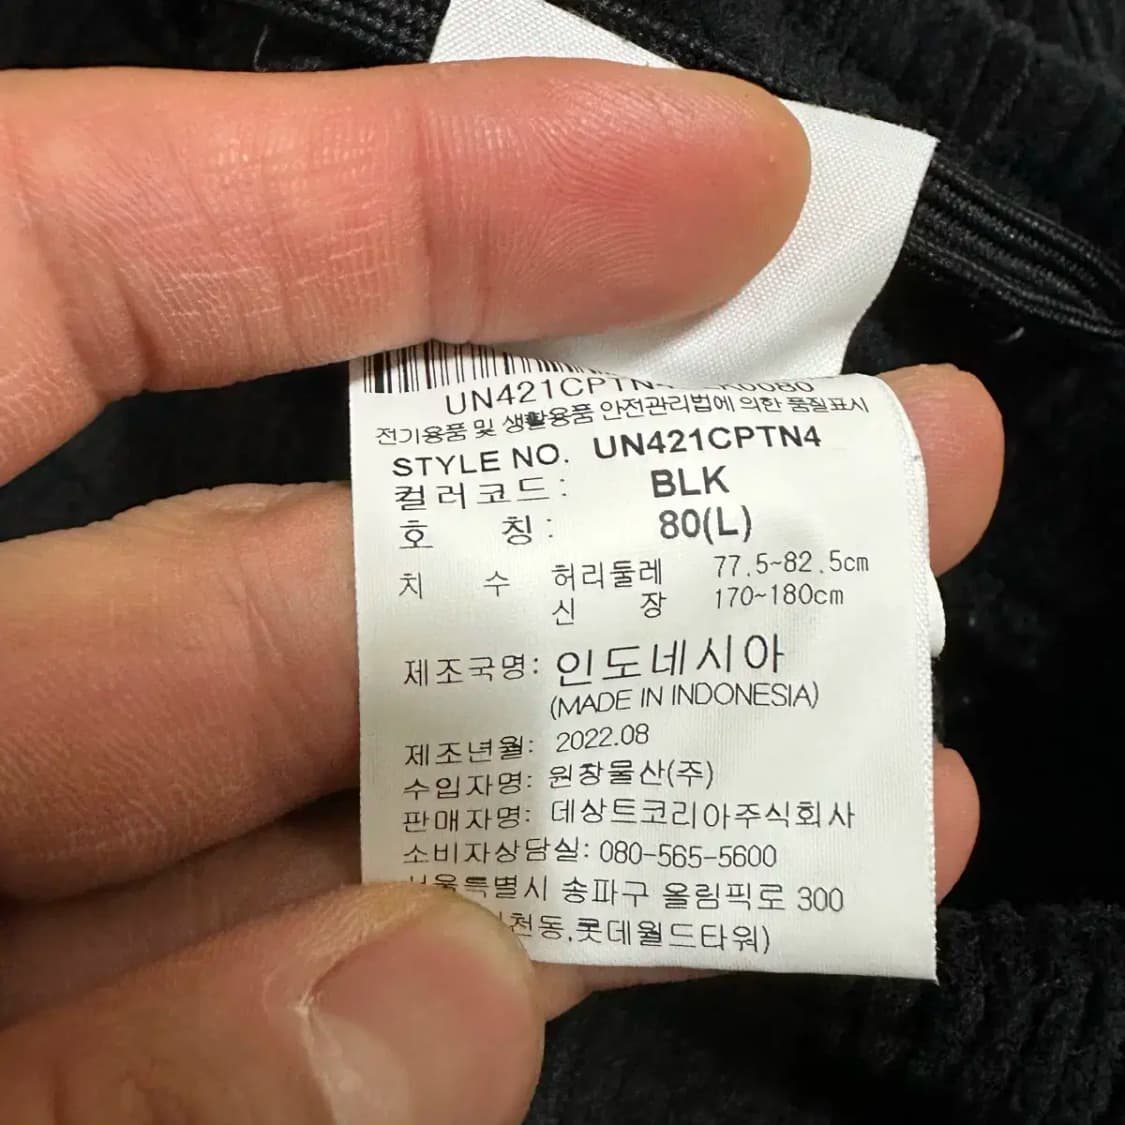 전기용품 및 생활용품 안전관리법에 의한 품질표시
STYLE NO. UN421CPTN4
컬러코드: BLK
호 칭: 80(L)
치 수 허리둘레 77.5~82.5cm
신 장 170~180cm
제조국명: 인도네시아
(MADE IN INDONESIA)
제조년월: 2022.08
수입자명: 원창물산(주)
판매자명: 데상트코리아주식회사
소비자상담실: 080-565-5600
서울특별시 송파구 올림픽로 300
천동,롯데월드타워)